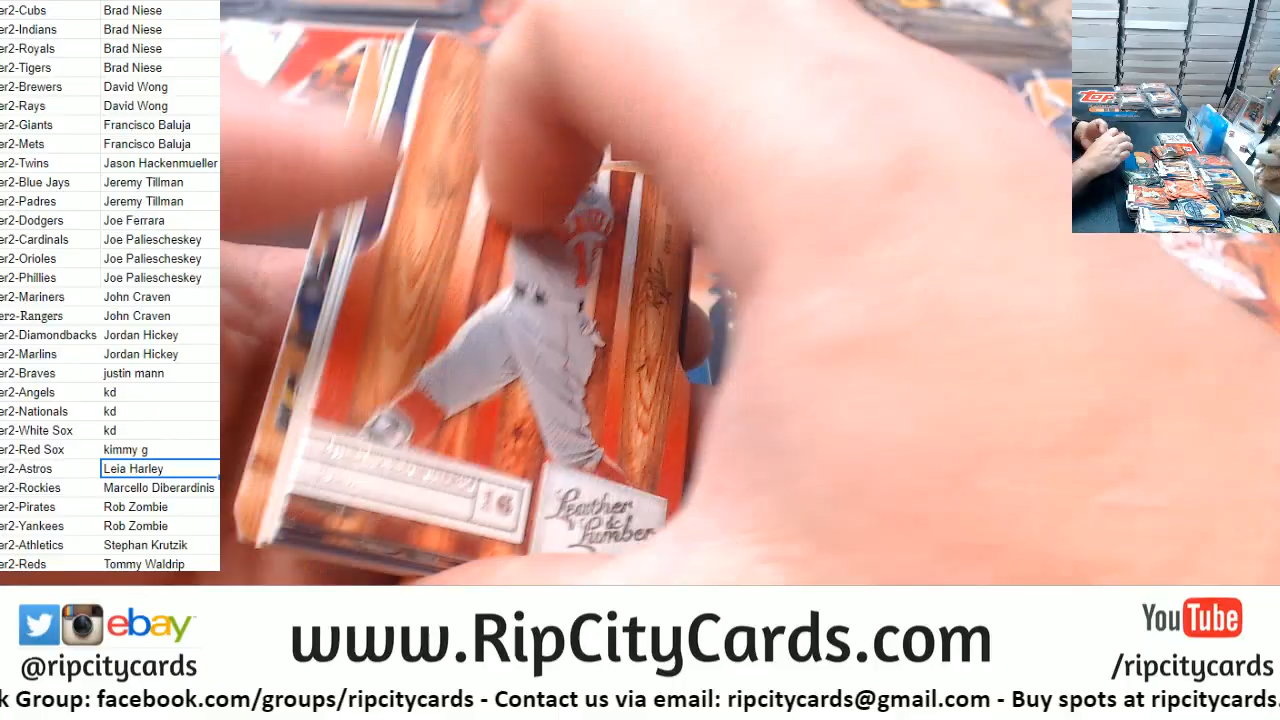 er2-Cubs Brad Niese
er2-Indians Brad Niese
er2-Royals Brad Niese
er2-Tigers Brad Niese
er2-Brewers David Wong
er2-Rays David Wong
er2-Giants Francisco Baluja
er2-Mets Francisco Baluja
er2-Twins Jason Hackenmueller
er2-Blue Jays Jeremy Tillman
er2-Padres Jeremy Tillman
er2-Dodgers Joe Ferrara
er2-Cardinals Joe Paliescheskey
er2-Orioles Joe Paliescheskey
er2-Phillies Joe Paliescheskey
er2-Mariners John Craven
er2-Rangers John Craven
er2-Diamondbacks Jordan Hickey
er2-Marlins Jordan Hickey
er2-Braves justin mann
er2-Angels kd
er2-Nationals kd
er2-White Sox kd
er2-Red Sox kimmy g
er2-Astros Leia Harley
er2-Rockies Marcello Diberardinis
er2-Pirates Rob Zombie
er2-Yankees Rob Zombie
er2-Athletics Stephan Krutzik
er2-Reds Tommy Waldrip
Topps
Leather
&
Lumber
ebay
@ripcitycards
www.RipCityCards.com
YouTube
/ripcitycards
k Group: facebook.com/groups/ripcitycards - Contact us via email: ripcitycards@gmail.com - Buy spots at ripcitycards.